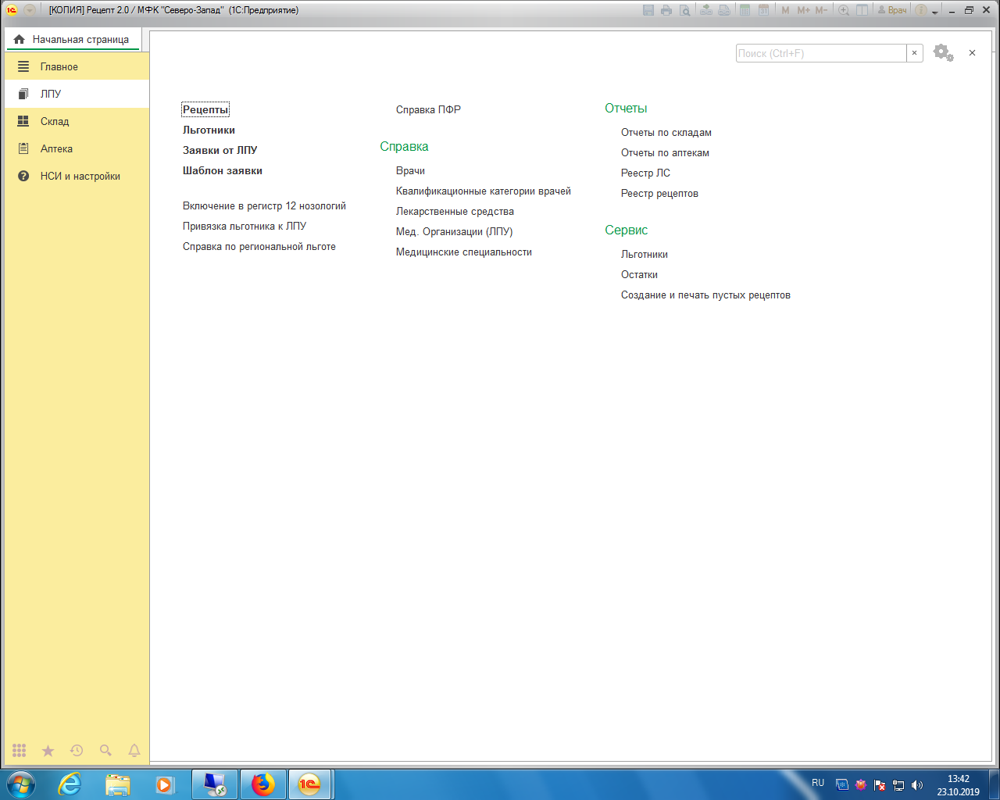 [КОПИЯ] Рецепт 2.0 / МФК "Северо-Запад" (1С:Предприятие)
31 M M+ M- Врач
Начальная страница
Поиск (Ctrl+F)
Главное
ЛПУ
Склад
Аптека
НСИ и настройки
Рецепты
Льготники
Заявки от ЛПУ
Шаблон заявки
Включение в регистр 12 нозологий
Привязка льготника к ЛПУ
Справка по региональной льготе
Справка ПФР
Справка
Врачи
Квалификационные категории врачей
Лекарственные средства
Мед. Организации (ЛПУ)
Медицинские специальности
Отчеты
Отчеты по складам
Отчеты по аптекам
Реестр ЛС
Реестр рецептов
Сервис
Льготники
Остатки
Создание и печать пустых рецептов
RU
13:42
23.10.2019